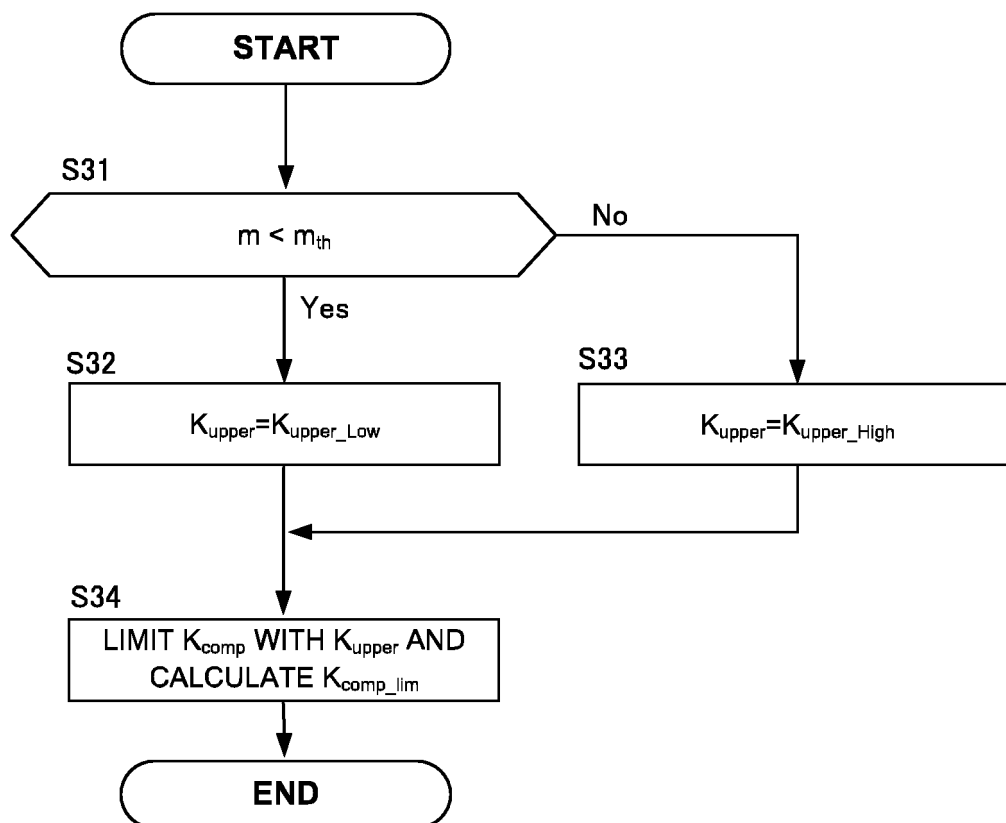 START
S31
m < m_th
No
Yes
S32
K_upper=K_upper_Low
S33
K_upper=K_upper_High
S34
LIMIT K_comp WITH K_upper AND
CALCULATE K_comp_lim
END